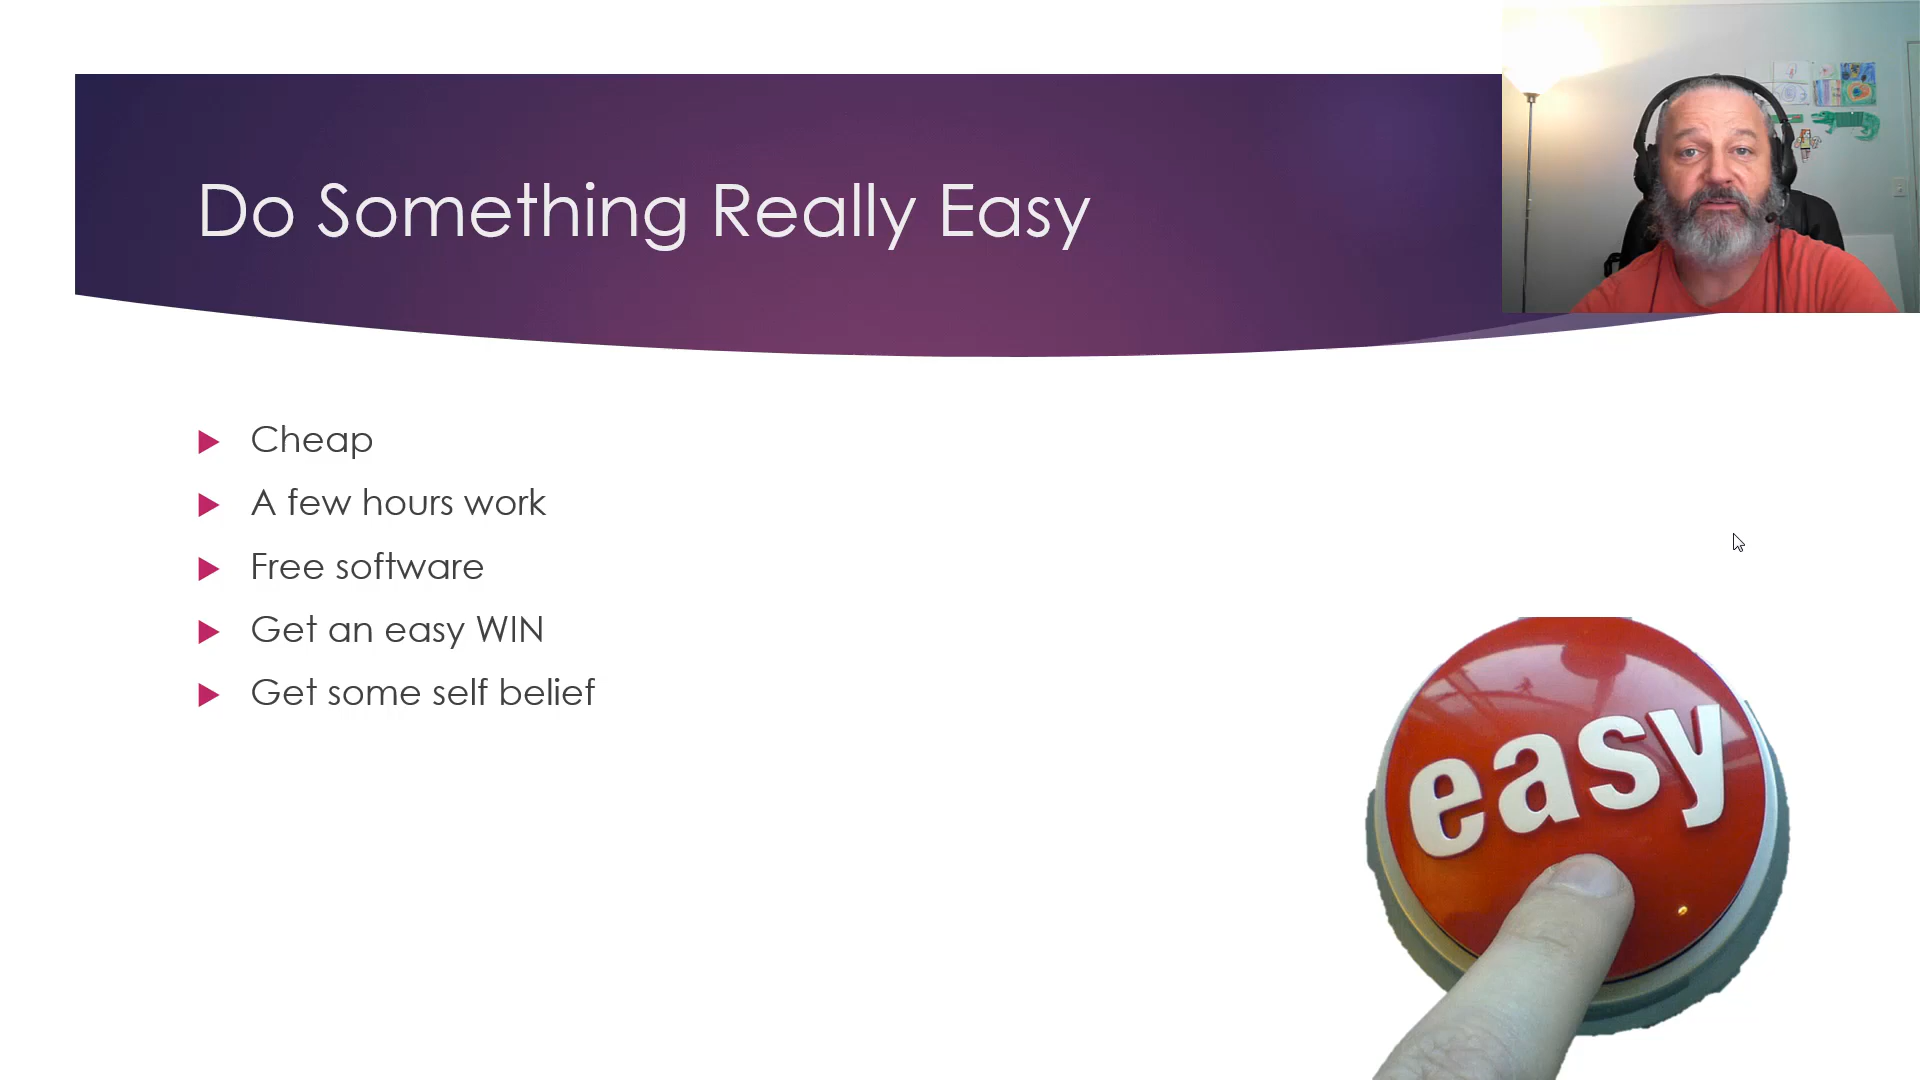 Do Something Really Easy
Cheap
A few hours work
Free software
Get an easy WIN
Get some self belief
easy